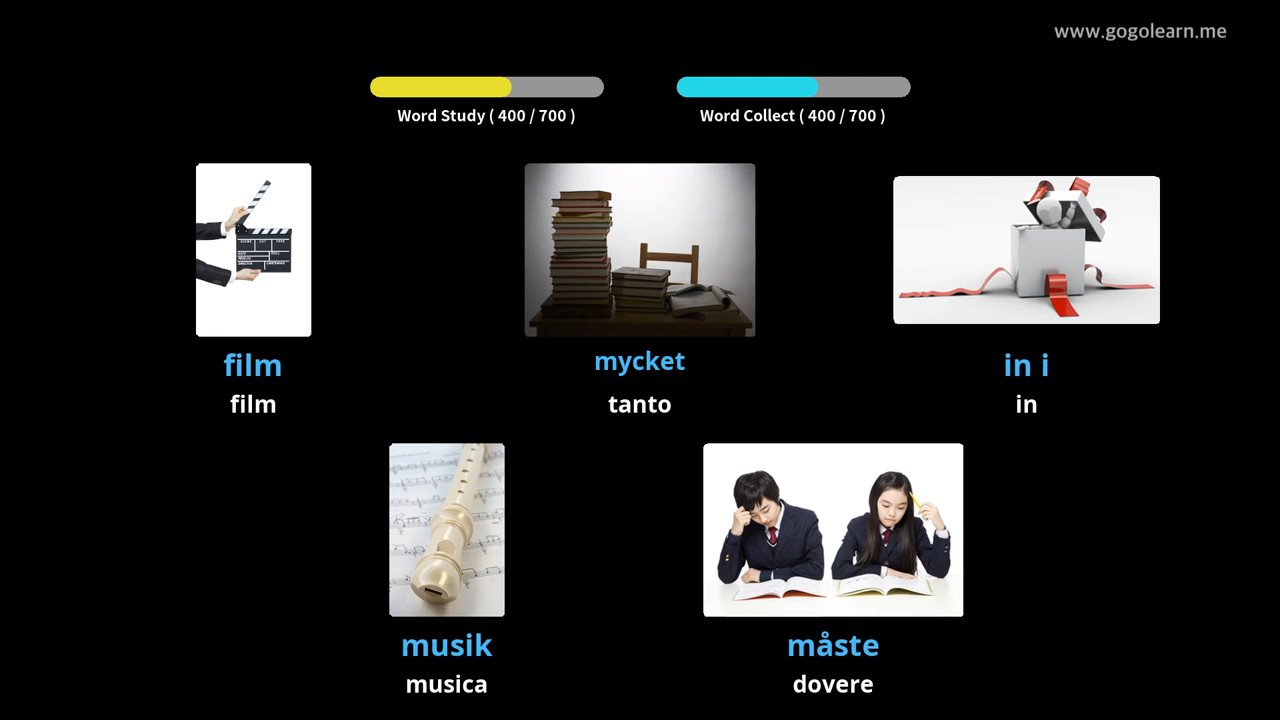 www.gogolearn.me
Word Study ( 400 / 700 )
Word Collect ( 400 / 700 )
film
film
mycket
tanto
in i
in
musik
musica
måste
dovere